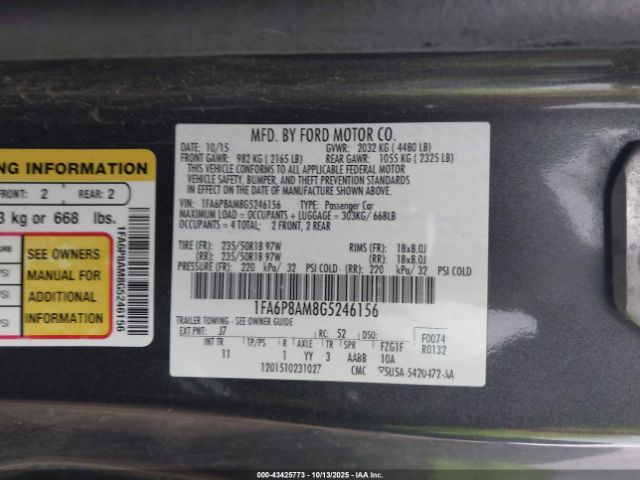 NG INFORMATION
FRONT: 2 REAR: 2
3 kg or 668 lbs.
SURE
PSI
PSI
PSI
SEE OWNERS
MANUAL FOR
ADDITIONAL
INFORMATION
1FA6P8AM8G5246156
MFD. BY FORD MOTOR CO.
10/15 GVWR: 2032 KG ( 4480 LB)
FRONT GAWR: 982 KG ( 2165 LB) REAR GAWR: 1055 KG ( 2325 LB)
THIS VEHICLE CONFORMS TO ALL APPLICABLE FEDERAL MOTOR
VEHICLE SAFETY, BUMPER, AND THEFT PREVENTION STANDARDS
IN EFFECT ON THE DATE OF MANUFACTURE SHOWN ABOVE.
VIN: 1FA6P8AM8G5246156 TYPE: Passenger Car
MAXIMUM LOAD = OCCUPANTS + LUGGAGE = 303KG/668LB
OCCUPANTS = 4 TOTAL; 2 FRONT, 2 REAR
TIRE (FR): 235/50R18 97W RIMS (FR): 18x8.0J
(RR): 235/50R18 97W (RR): 18x8.0J
PRESSURE (FR): 220 kPa/ 32 PSI COLD (RR): 220 kPa/ 32 PSI COLD
1FA6P8AM8G5246156
TRAILER TOWING - SEE OWNER GUIDE
EXT PNT: J7 RC: 52 DSO: F0074
INT TR TP/PS R AXLE TR SPR FZG1F R0132
11 1 YY 3 AABB 10A
1201510231027 CMC 5U5A-5420472-AA
000-43425773 - 10/13/2025 - IAAC. Inc.